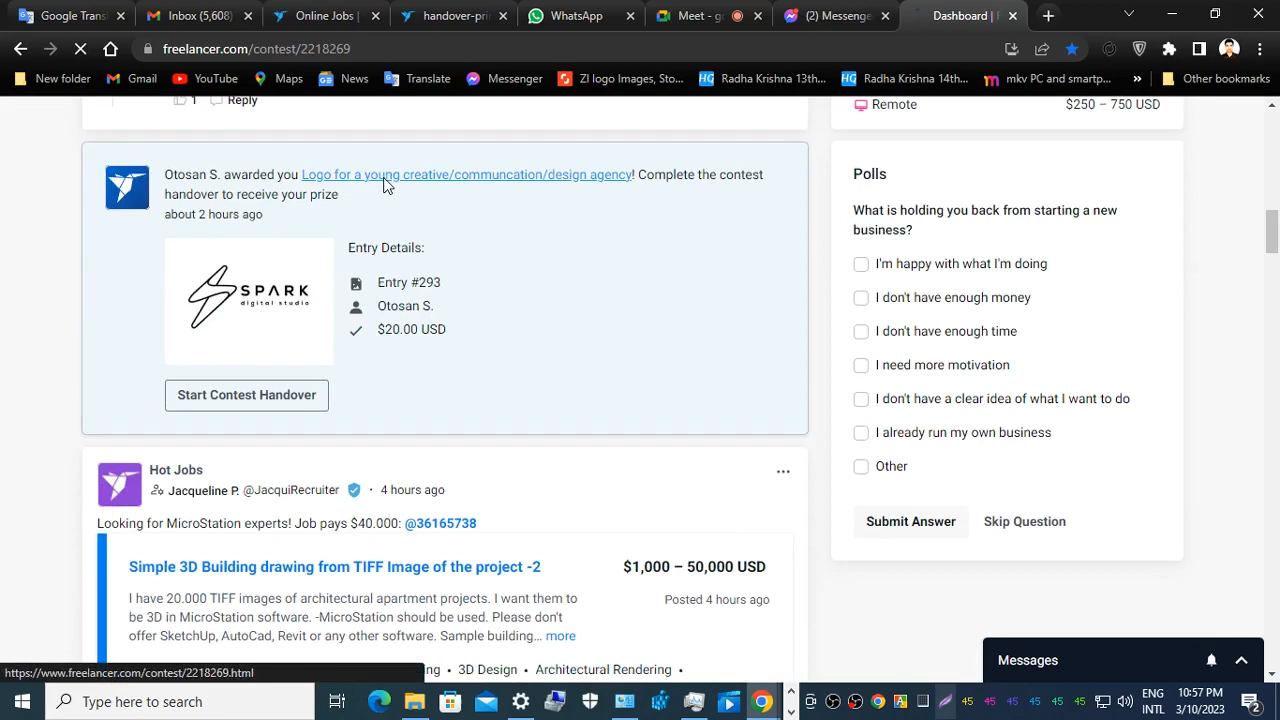 Google Translate
Inbox (5,608)
Online Jobs |
handover-pri
WhatsApp
Meet - g
Messeng
Dashboard |
freelancer.com/contest/2218269
New folder
Gmail
YouTube
Maps
News
Translate
Messenger
ZI logo Images, Sto...
Radha Krishna 13th...
Radha Krishna 14th...
mkv PC and smartp...
»
Other bookmarks
1 Reply
Remote $250 – 750 USD
Otosan S. awarded you Logo for a young creative/communcation/design agency! Complete the contest
handover to receive your prize
about 2 hours ago
SPARK
digital studio
Entry Details:
Entry #293
Otosan S.
$20.00 USD
Start Contest Handover
Polls
What is holding you back from starting a new
business?
I'm happy with what I'm doing
I don't have enough money
I don't have enough time
I need more motivation
I don't have a clear idea of what I want to do
I already run my own business
Other
Submit Answer Skip Question
Hot Jobs
Jacqueline P. @JacquiRecruiter • 4 hours ago
Looking for MicroStation experts! Job pays $40.000: @36165738
Simple 3D Building drawing from TIFF Image of the project -2
$1,000 – 50,000 USD
I have 20.000 TIFF images of architectural apartment projects. I want them to
be 3D in MicroStation software. -MicroStation should be used. Please don't
offer SketchUp, AutoCad, Revit or any other software. Sample building... more
Posted 4 hours ago
ng • 3D Design • Architectural Rendering •
Messages
https://www.freelancer.com/contest/2218269.html
Type here to search
45 45 45 45 45
ENG
INTL
10:57 PM
3/10/2023
2